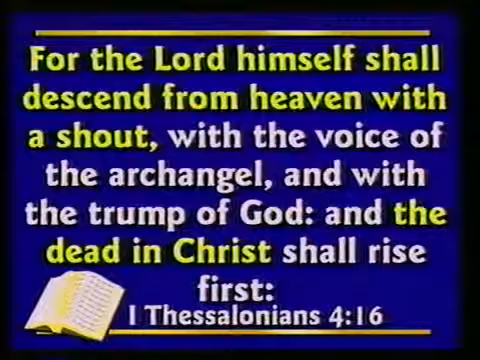 For the Lord himself shall
descend from heaven with
a shout, with the voice of
the archangel, and with
the trump of God: and the
dead in Christ shall rise
first:
1 Thessalonians 4:16